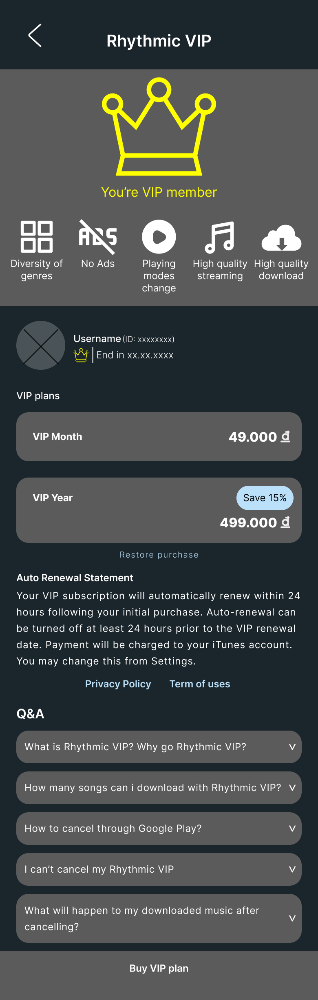 Rhythmic VIP
You’re VIP member
Diversity of
genres
No Ads
Playing
modes
change
High quality
streaming
High quality
download
ADS
Username (ID: xxxxxxxx)
End in xx.xx.xxxx
VIP plans
VIP Month
49.000 ₫
VIP Year
Save 15%
499.000 ₫
Restore purchase
Auto Renewal Statement
Your VIP subscription will automatically renew within 24
hours following your initial purchase. Auto-renewal can
be turned off at least 24 hours prior to the VIP renewal
date. Payment will be charged to your iTunes account.
You may change this from Settings.
Privacy Policy
Term of uses
Q&A
What is Rhythmic VIP? Why go Rhythmic VIP?
How many songs can i download with Rhythmic VIP?
How to cancel through Google Play?
I can’t cancel my Rhythmic VIP
What will happen to my downloaded music after
cancelling?
Buy VIP plan